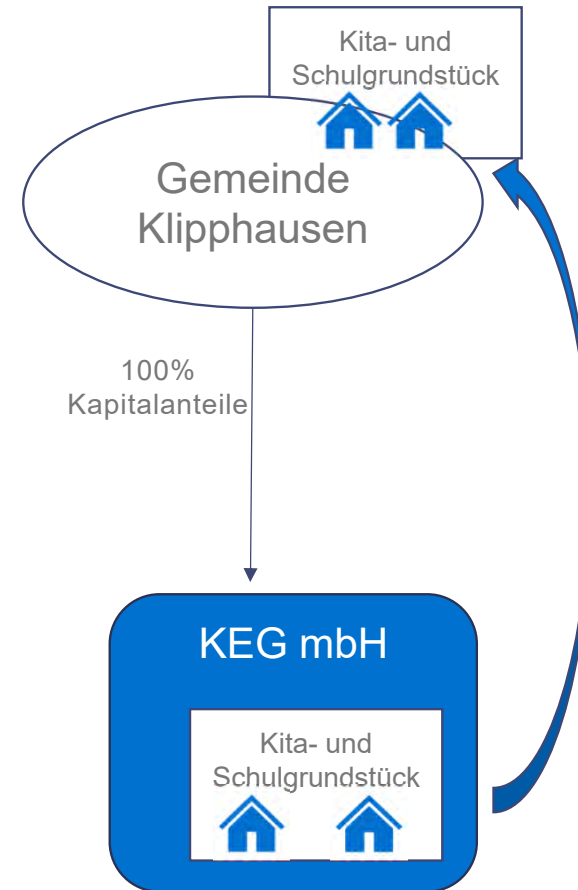 Kita- und
Schulgrundstück
Gemeinde
Klipphausen
100%
Kapitalanteile
KEG mbH
Kita- und
Schulgrundstück